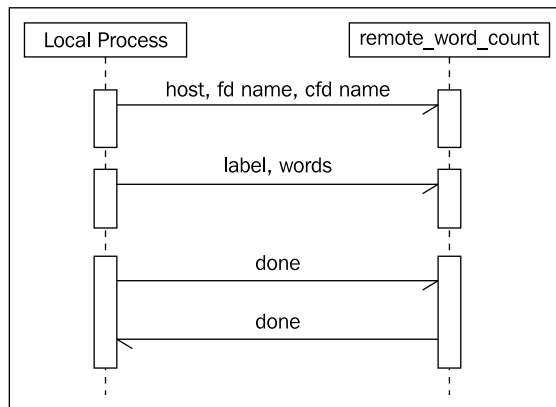 Local Process
remote_word_count
host, fd name, cfd name
label, words
done
done